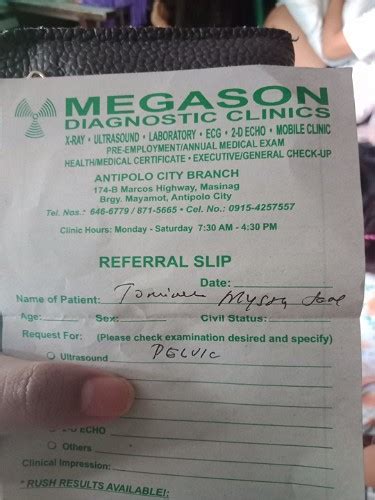 MEGASON
DIAGNOSTIC CLINICS
X-RAY • ULTRASOUND • LABORATORY • ECG • 2-D ECHO • MOBILE CLINIC
PRE-EMPLOYMENT/ANNUAL MEDICAL EXAM
HEALTH/MEDICAL CERTIFICATE • EXECUTIVE/GENERAL CHECK-UP
ANTIPOLO CITY BRANCH
174-B Marcos Highway, Masinag
Brgy. Mayamot, Antipolo City
Tel. Nos.: 646-6779 / 871-5665 • Cel. No.: 0915-4257557
Clinic Hours: Monday - Saturday 7:30 AM - 4:30 PM
REFERRAL SLIP
Date:
Name of Patient:
Age: Sex: Civil Status:
Request For: (Please check examination desired and specify)
Ultrasound PELVIC
ECHO
Others
Clinical Impression:
* RUSH RESULTS AVAILABLE!